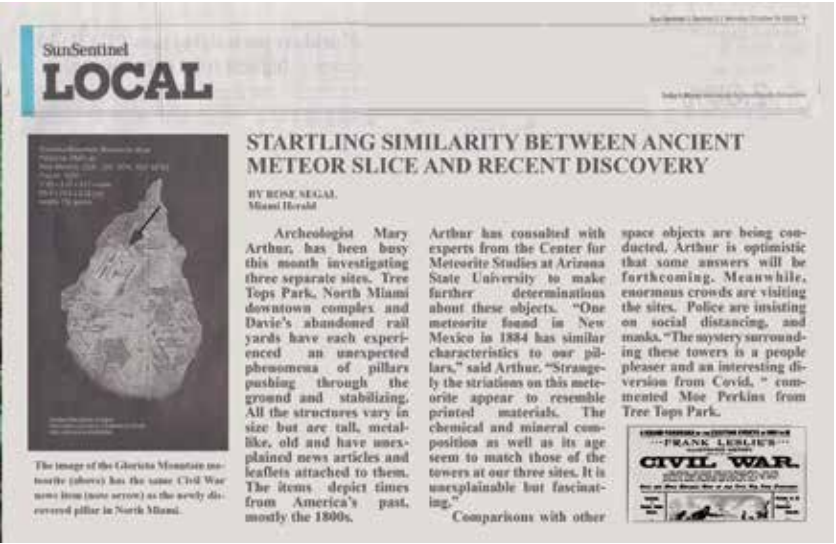 SunSentinel
LOCAL
STARTLING SIMILARITY BETWEEN ANCIENT
METEOR SLICE AND RECENT DISCOVERY
BY ROSE SEGAL
Miami Herald
Archeologist Mary
Arthur, has been busy
this month investigating
three separate sites. Tree
Tops Park, North Miami
downtown complex and
Davie's abandoned rail
yards have each experi-
enced an unexpected
phenomena of pillars
pushing through the
ground and stabilizing.
All the structures vary in
size but are tall, metal-
like, old and have unex-
plained news articles and
leaflets attached to them.
The items depict times
from America's past,
mostly the 1800s.
Arthur has consulted with
experts from the Center for
Meteorite Studies at Arizona
State University to make
further determinations
about these objects. "One
meteorite found in New
Mexico in 1884 has similar
characteristics to our pil-
lars," said Arthur. "Strange-
ly the striations on this mete-
orite appear to resemble
printed materials. The
chemical and mineral com-
position as well as its age
seem to match those of the
towers at our three sites. It is
unexplainable but fascinat-
ing."
Comparisons with other
space objects are being con-
ducted, Arthur is optimistic
that some answers will be
forthcoming. Meanwhile,
enormous crowds are visiting
the sites. Police are insisting
on social distancing, and
masks. "The mystery surround-
ing these towers is a people
pleaser and an interesting di-
version from Covid, " com-
mented Moe Perkins from
Tree Tops Park.
The image of the Glorieta Mountain me-
teorite (above) has the same Civil War
news item (note arrow) as the newly dis-
covered pillar in North Miami.
FRANK LESLIE'S
CIVIL WAR.